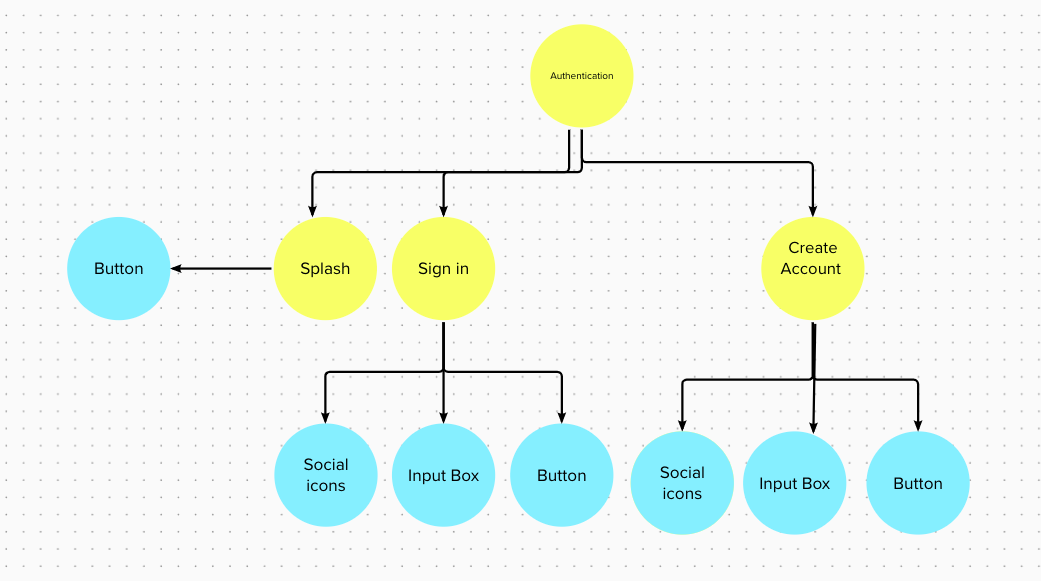 Authentication
Button
Splash
Sign in
Create
Account
Social
icons
Input Box
Button
Social
icons
Input Box
Button